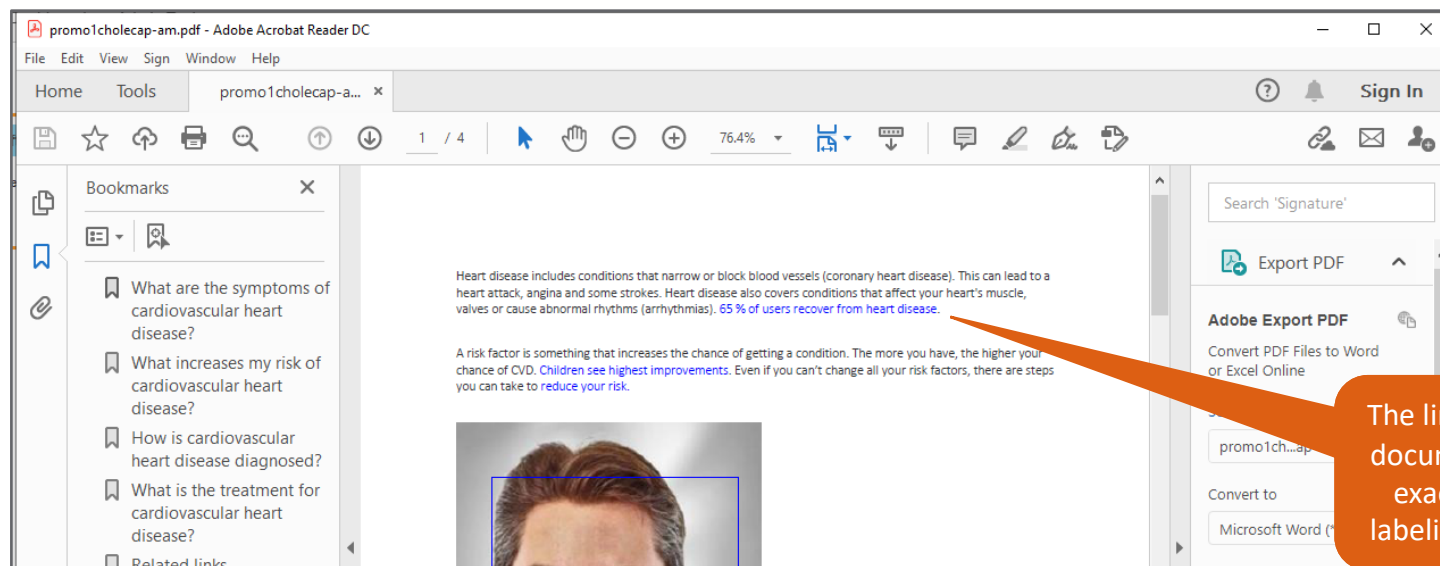 promo1cholecap-am.pdf - Adobe Acrobat Reader DC
File Edit View Sign Window Help
Home Tools promo1cholecap-a... × Sign In
1 / 4 76.4%
Bookmarks
What are the symptoms of
cardiovascular heart
disease?
What increases my risk of
cardiovascular heart
disease?
How is cardiovascular
heart disease diagnosed?
What is the treatment for
cardiovascular heart
disease?
Related links
Heart disease includes conditions that narrow or block blood vessels (coronary heart disease). This can lead to a
heart attack, angina and some strokes. Heart disease also covers conditions that affect your heart's muscle,
valves or cause abnormal rhythms (arrhythmias). 65 % of users recover from heart disease.
A risk factor is something that increases the chance of getting a condition. The more you have, the higher your
chance of CVD. Children see highest improvements. Even if you can't change all your risk factors, there are steps
you can take to reduce your risk.
Search 'Signature'
Export PDF
Adobe Export PDF
Convert PDF Files to Word
or Excel Online
promo1ch...ap
Convert to
Microsoft Word (*
The